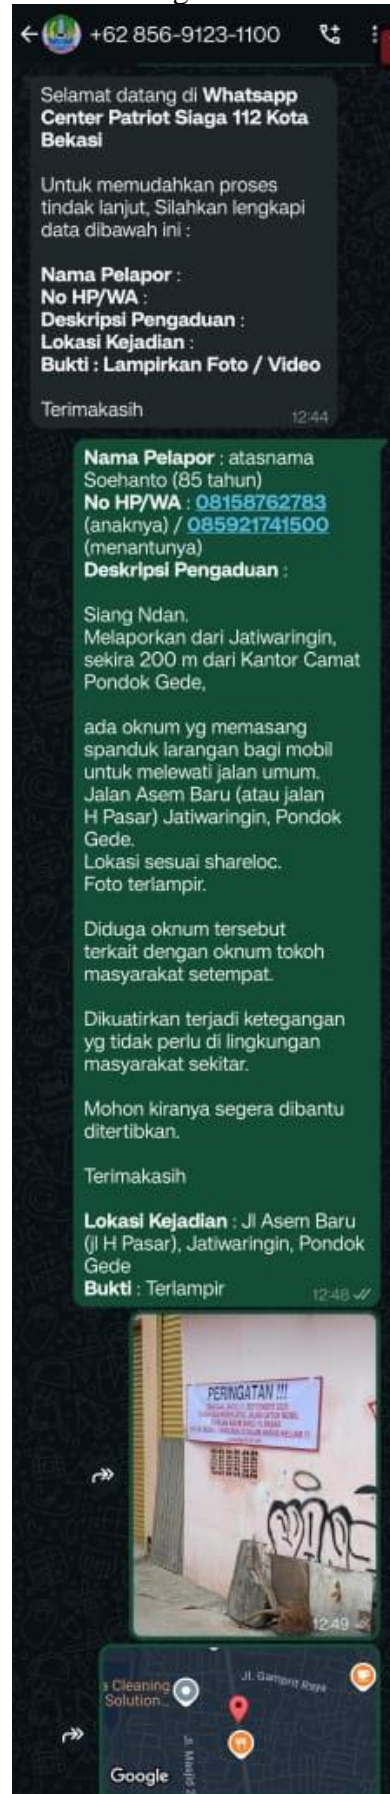 +62 856-9123-1100
Selamat datang di Whatsapp
Center Patriot Siaga 112 Kota
Bekasi
Untuk memudahkan proses
tindak lanjut, Silahkan lengkapi
data dibawah ini :
Nama Pelapor :
No HP/WA :
Deskripsi Pengaduan :
Lokasi Kejadian :
Bukti : Lampirkan Foto / Video
Terimakasih
12:44
Nama Pelapor : atasnama
Soehanto (85 tahun)
No HP/WA : 08158762783
(anaknya) / 085921741500
(menantunya)
Deskripsi Pengaduan :
Siang Ndan.
Melaporkan dari Jatiwaringin,
sekira 200 m dari Kantor Camat
Pondok Gede,
ada oknum yg memasang
spanduk larangan bagi mobil
untuk melewati jalan umum.
Jalan Asem Baru (atau jalan
H Pasar) Jatiwaringin, Pondok
Gede.
Lokasi sesuai shareloc.
Foto terlampir.
Diduga oknum tersebut
terkait dengan oknum tokoh
masyarakat setempat.
Dikuatirkan terjadi ketegangan
yg tidak perlu di lingkungan
masyarakat sekitar.
Mohon kiranya segera dibantu
ditertibkan.
Terimakasih
Lokasi Kejadian : Jl Asem Baru
(jl H Pasar), Jatiwaringin, Pondok
Gede
Bukti : Terlampir
12:48
PERINGATAN !!!
12:49
Cleaning
Solution...
Jl. Gamprit Raya
Jl. Masjid
Google